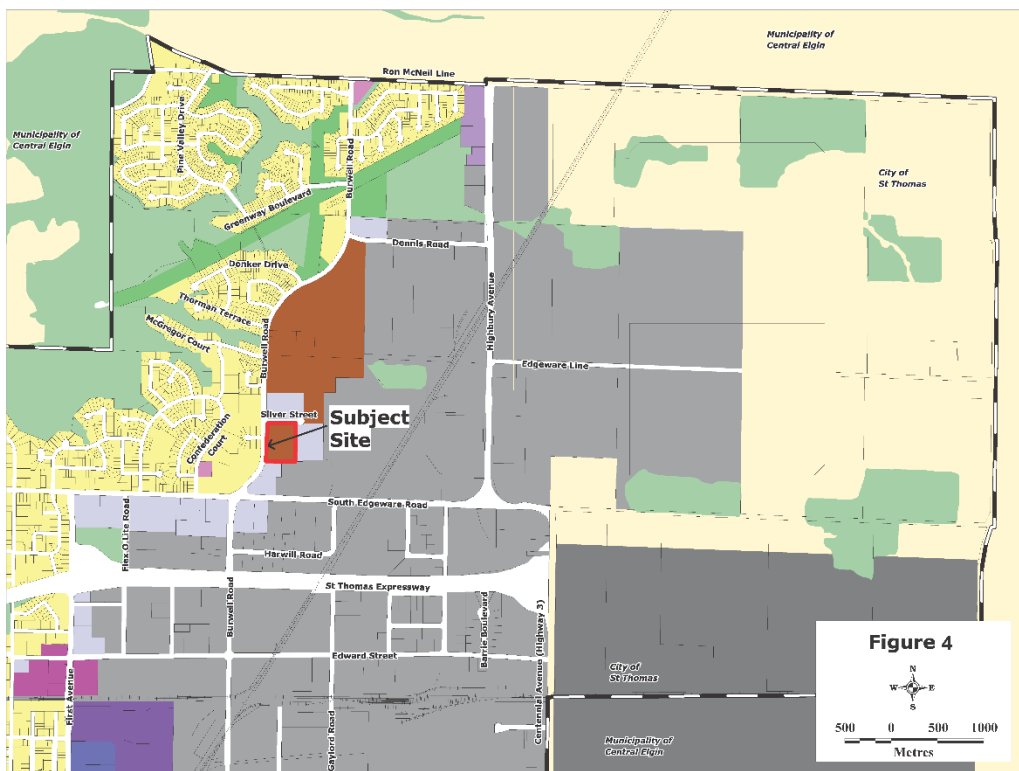 Municipality of
Central Elgin
Ron McNeil Line
Pine Valley Drive
Burwell Road
Municipality of
Central Elgin
City of
St Thomas
Greenway Boulevard
Dennis Road
Donker Drive
Highbury Avenue
Thorman Terrace
McGregor Court
Burwell Road
Edgeware Line
Silver Street
Subject
Site
Confederation
Court
South Edgeware Road
Flex O Lite Road
Harwill Road
St Thomas Expressway
Burwell Road
Barrie Boulevard
Centennial Avenue (Highway 3)
Edward Street
First Avenue
Gaylord Road
City of
St Thomas
Municipality of
Central Elgin
Figure 4
N
W E
S
500 0 500 1000
Metres